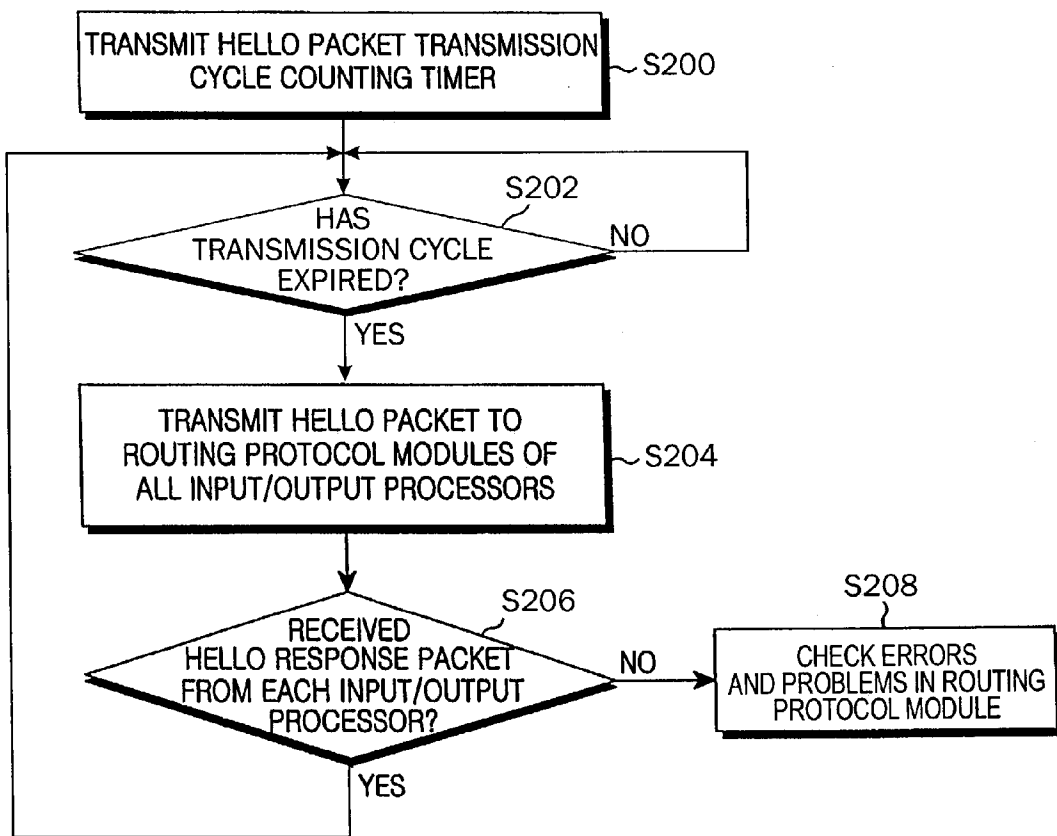 TRANSMIT HELLO PACKET TRANSMISSION
CYCLE COUNTING TIMER
S200
S202
HAS
TRANSMISSION CYCLE
EXPIRED?
NO
YES
TRANSMIT HELLO PACKET TO
ROUTING PROTOCOL MODULES OF
ALL INPUT/OUTPUT PROCESSORS
S204
S206
RECEIVED
HELLO RESPONSE PACKET
FROM EACH INPUT/OUTPUT
PROCESSOR?
NO
YES
S208
CHECK ERRORS
AND PROBLEMS IN ROUTING
PROTOCOL MODULE